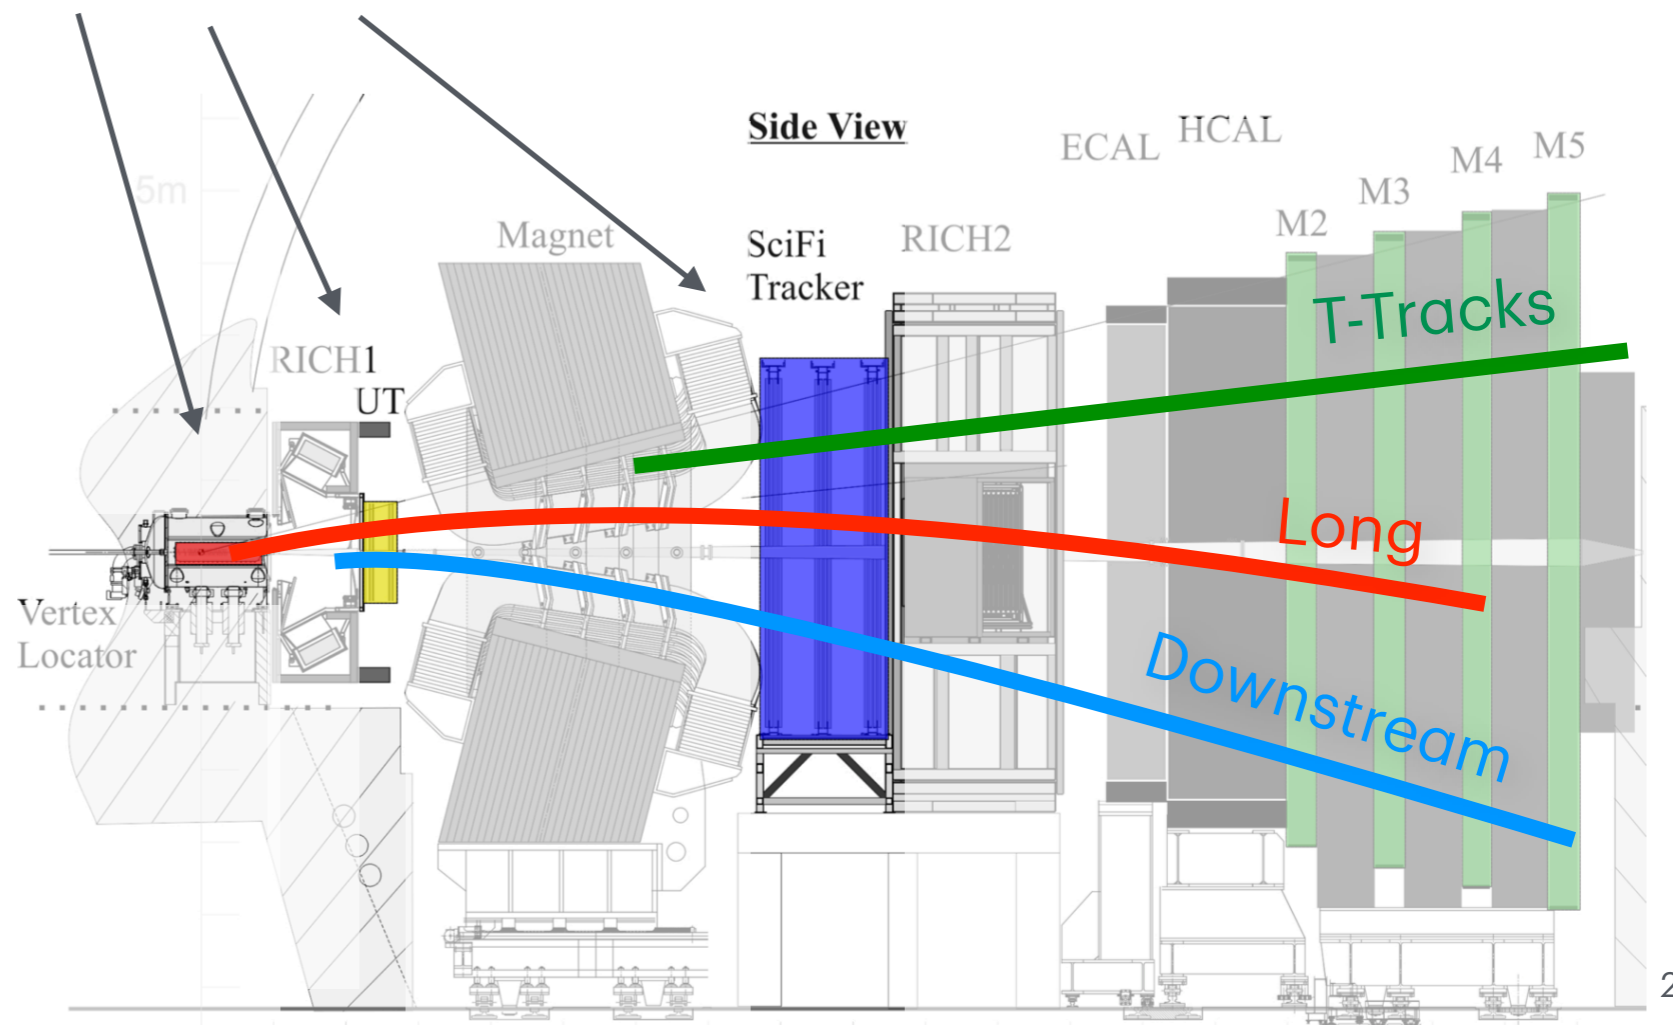 Side View
ECAL
HCAL
M2
M3
M4
M5
5m
Magnet
SciFi
Tracker
RICH2
T-Tracks
RICH1
UT
Long
Vertex
Locator
Downstream
2